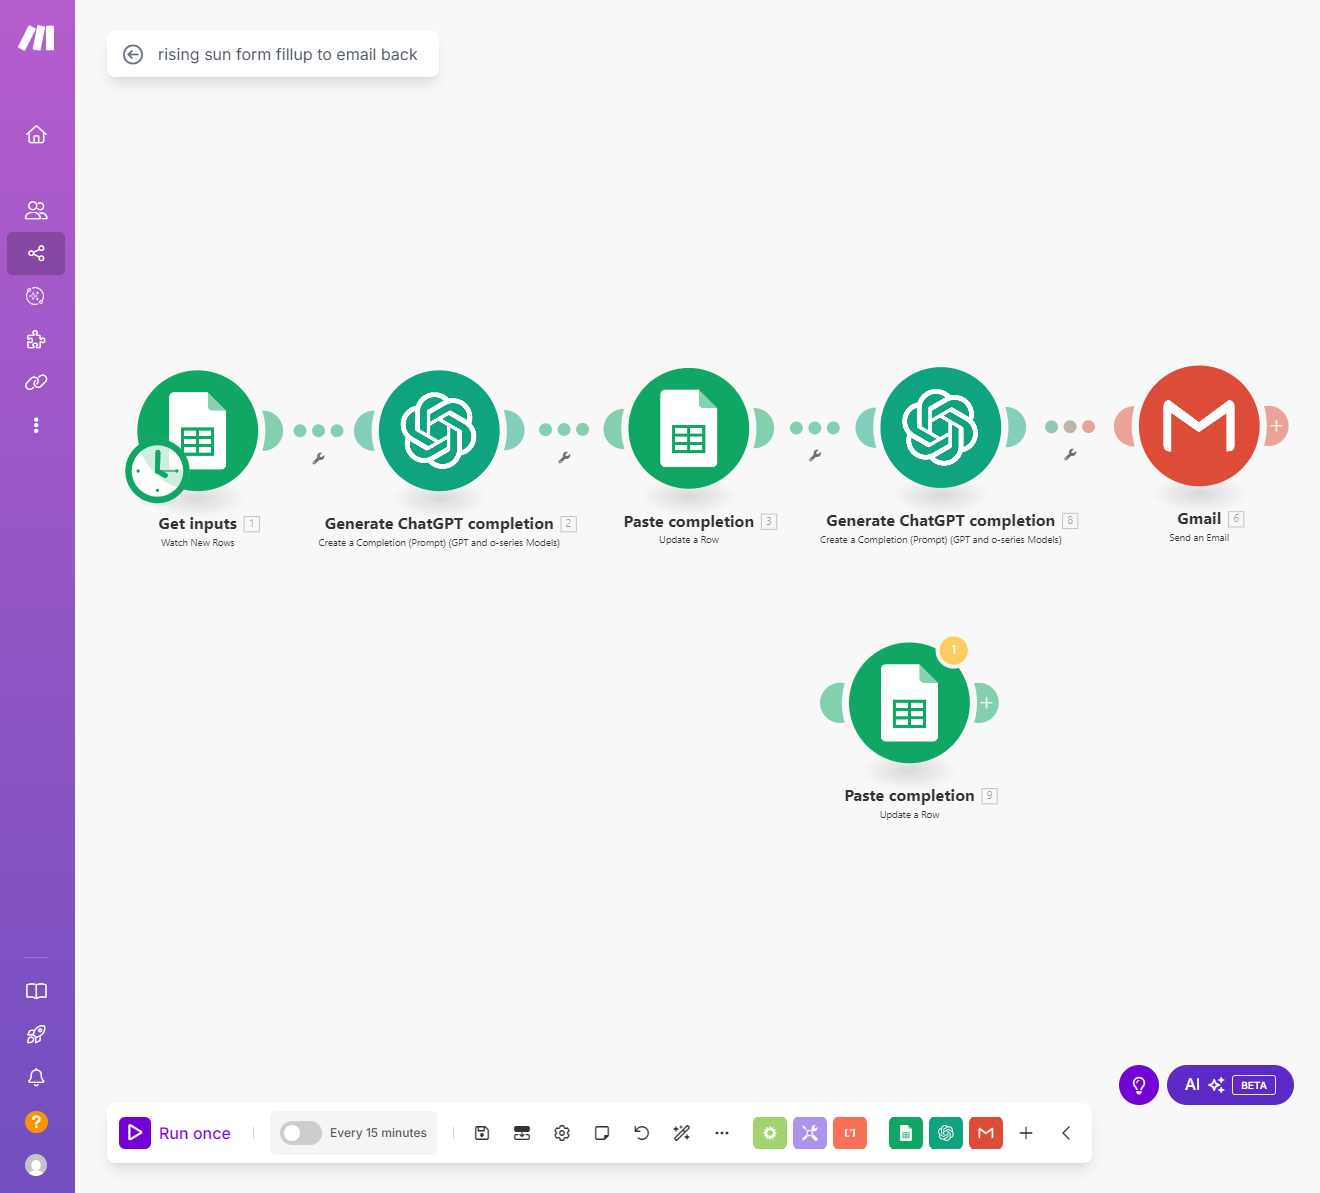 rising sun form fillup to email back
Get inputs 1
Watch New Rows
Generate ChatGPT completion 2
Create a Completion (Prompt) (GPT and o-series Models)
Paste completion 3
Update a Row
Generate ChatGPT completion 8
Create a Completion (Prompt) (GPT and o-series Models)
Gmail 6
Send an Email
1
Paste completion 9
Update a Row
AI BETA
?
Run once
Every 15 minutes